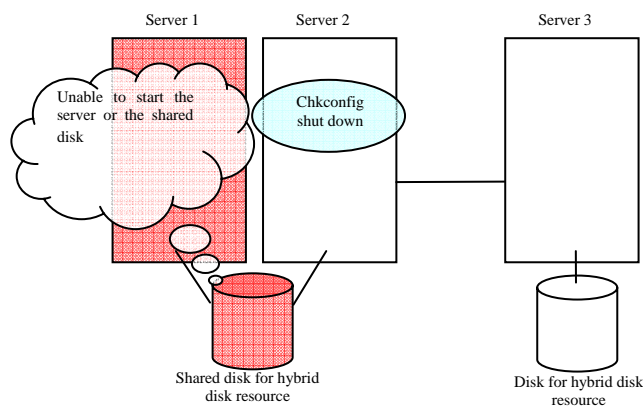 Server 1
Server 2
Server 3
Unable to start the
server or the shared
disk
Chkconfig
shut down
Shared disk for hybrid
disk resource
Disk for hybrid disk
resource